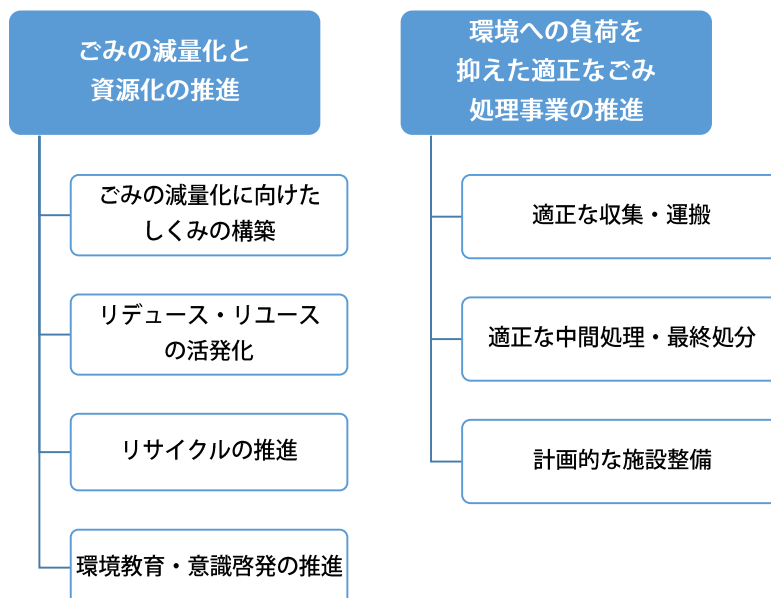 ごみの減量化と
資源化の推進
ごみの減量化に向けた
しくみの構築
リデュース・リユース
の活発化
リサイクルの推進
環境教育・意識啓発の推進
環境への負荷を
抑えた適正なごみ
処理事業の推進
適正な収集・運搬
適正な中間処理・最終処分
計画的な施設整備